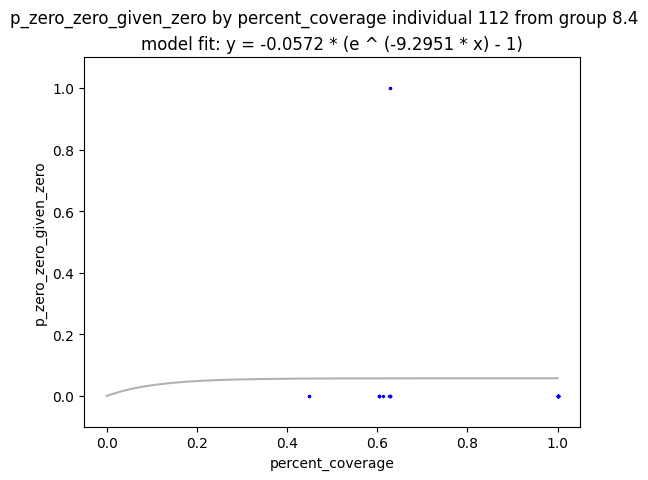 p_zero_zero_given_zero by percent_coverage individual 112 from group 8.4
model fit: y = -0.0572 * (e ^ (-9.2951 * x) - 1)
1.0
0.8
0.6
0.4
0.2
0.0
p_zero_zero_given_zero
0.0 0.2 0.4 0.6 0.8 1.0
percent_coverage